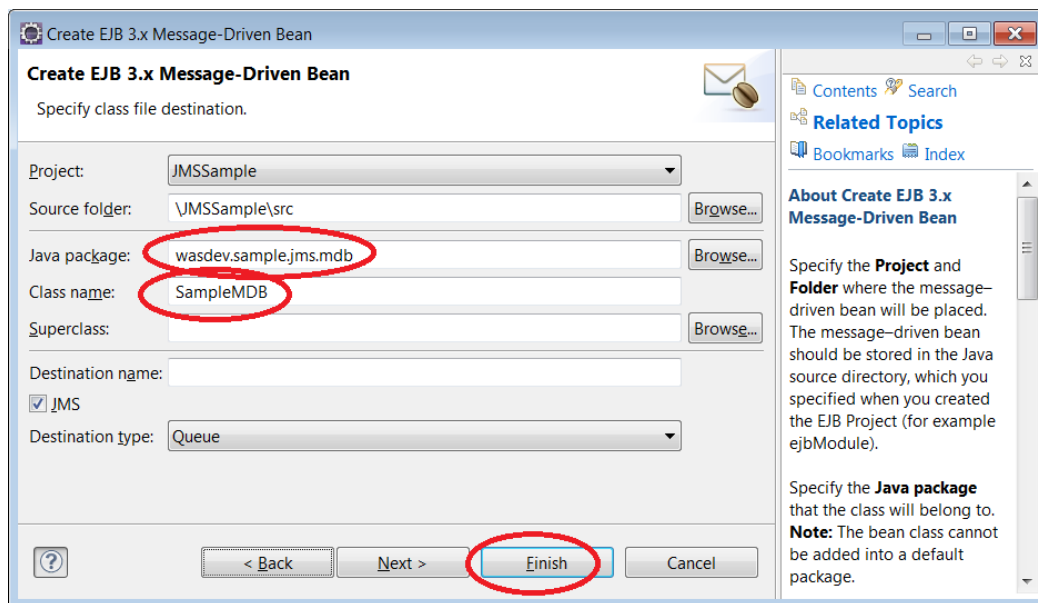 Create EJB 3.x Message-Driven Bean
Create EJB 3.x Message-Driven Bean
Specify class file destination.
Project:
JMSSample
Source folder:
\JMSSample\src
Browse...
Java package:
wasdev.sample.jms.mdb
Browse...
Class name:
SampleMDB
Superclass:
Browse...
Destination name:
JMS
Destination type:
Queue
?
< Back
Next >
Finish
Cancel
Contents
Search
Related Topics
Bookmarks
Index
About Create EJB 3.x
Message-Driven Bean
Specify the Project and
Folder where the message–
driven bean will be placed.
The message–driven bean
should be stored in the Java
source directory, which you
specified when you created
the EJB Project (for example
ejbModule).
Specify the Java package
that the class will belong to.
Note: The bean class cannot
be added into a default
package.